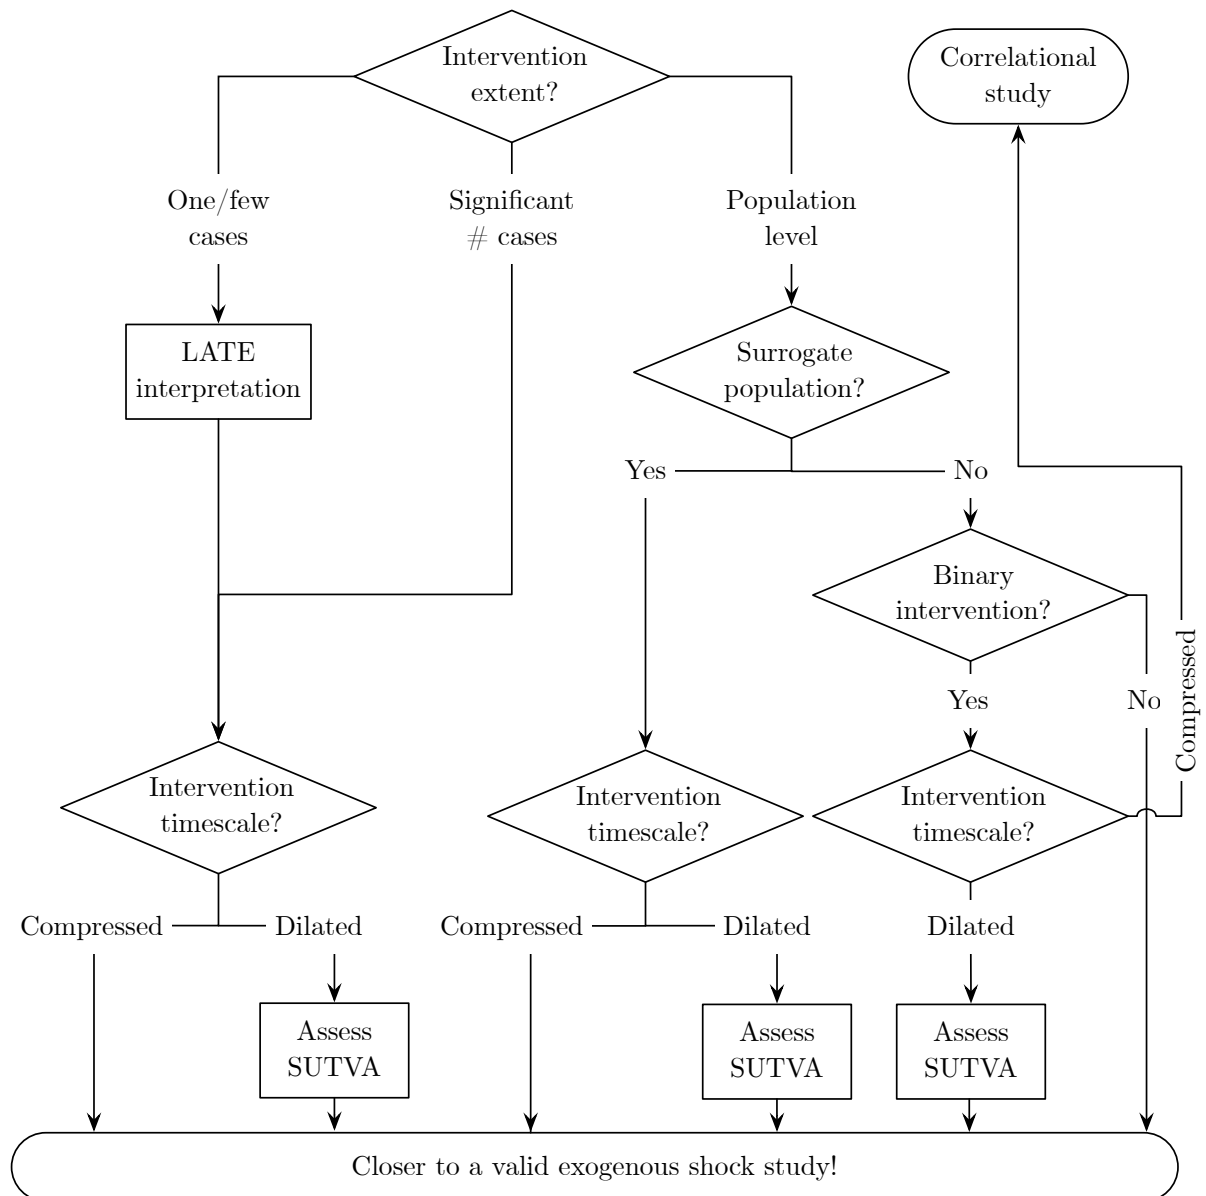 Intervention
extent?
Correlational
study
One/few
cases
Significant
# cases
Population
level
LATE
interpretation
Surrogate
population?
Yes
No
Binary
intervention?
Yes
No
Compressed
Intervention
timescale?
Intervention
timescale?
Intervention
timescale?
Compressed
Dilated
Compressed
Dilated
Dilated
Assess
SUTVA
Assess
SUTVA
Assess
SUTVA
Closer to a valid exogenous shock study!